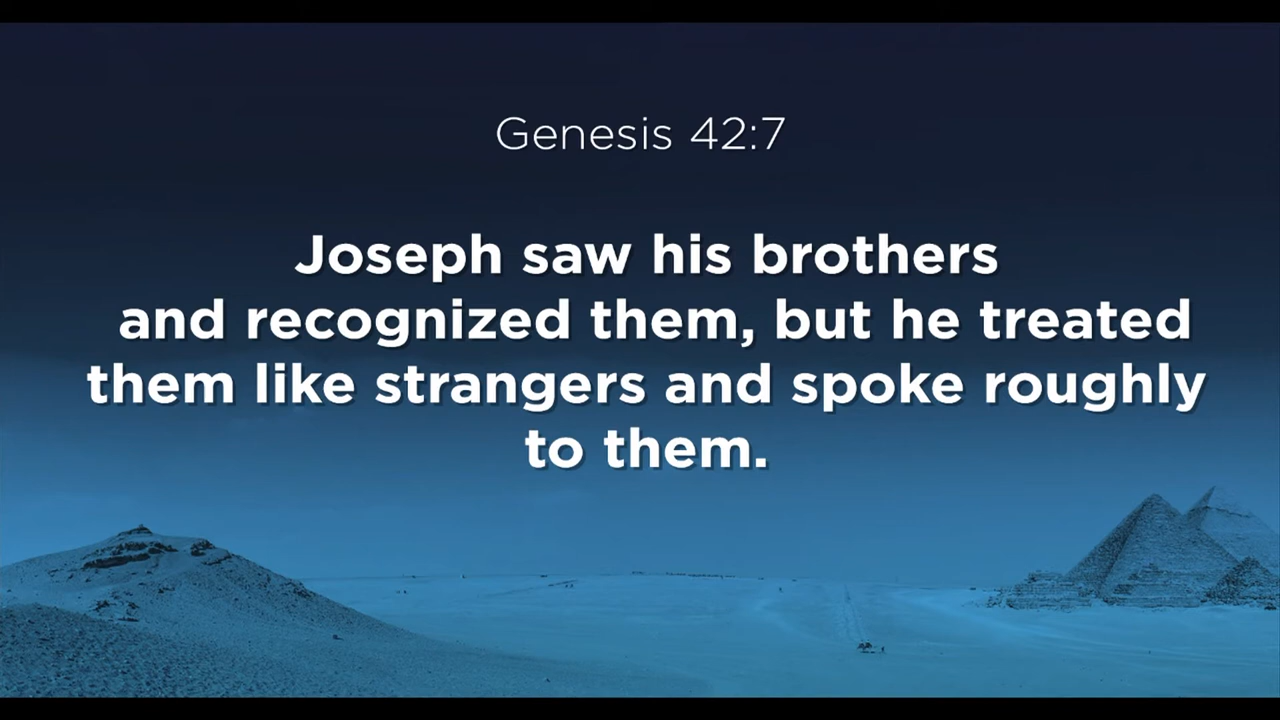 Genesis 42:7
Joseph saw his brothers
and recognized them, but he treated
them like strangers and spoke roughly
to them.